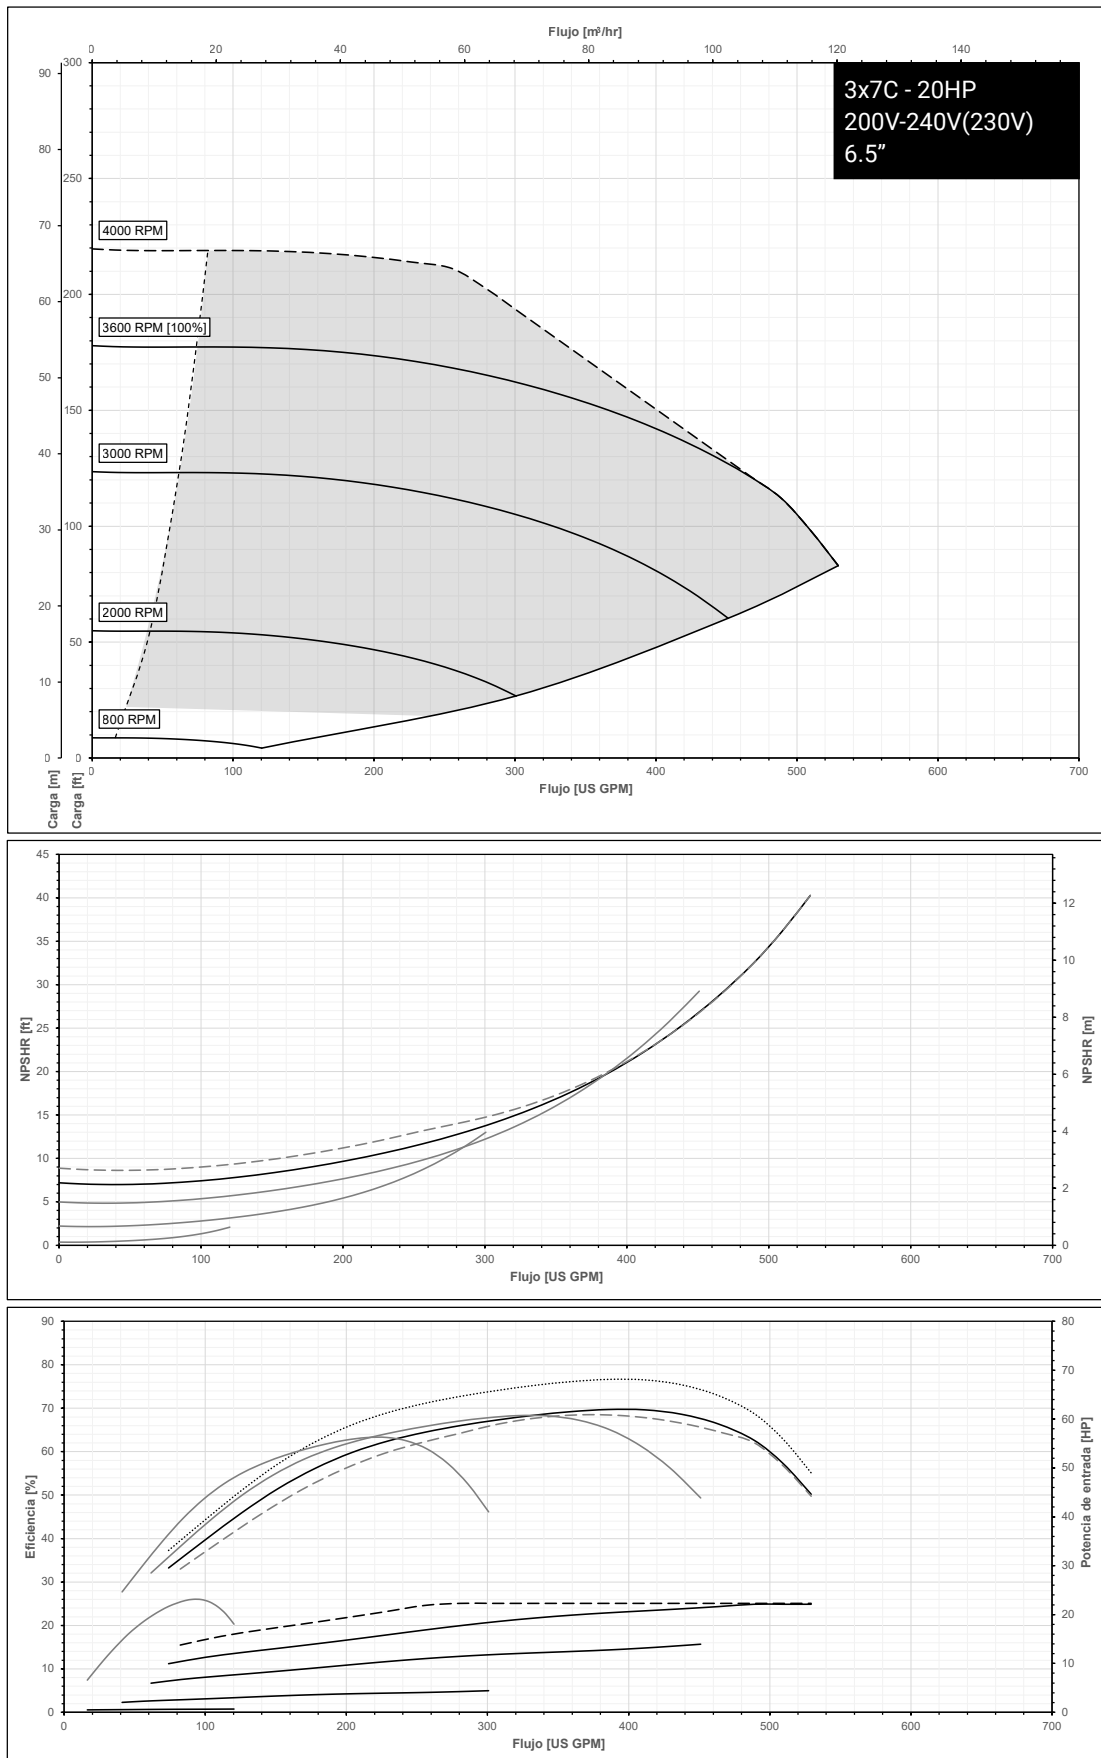 Flujo [m³/hr]
0 20 40 60 80 100 120 140
3x7C - 20HP
200V-240V(230V)
6.5”
90 80 70 60 50 40 30 20 10 0
300 250 200 150 100 50 0
4000 RPM
3600 RPM [100%]
3000 RPM
2000 RPM
800 RPM
0 100 200 300 400 500 600 700
Carga [m]
Carga [ft]
Flujo [US GPM]
45 40 35 30 25 20 15 10 5 0
NPSHR [ft]
12 10 8 6 4 2 0
NPSHR [m]
0 100 200 300 400 500 600 700
Flujo [US GPM]
90 80 70 60 50 40 30 20 10 0
Eficiencia [%]
80 70 60 50 40 30 20 10 0
Potencia de entrada [HP]
0 100 200 300 400 500 600 700
Flujo [US GPM]